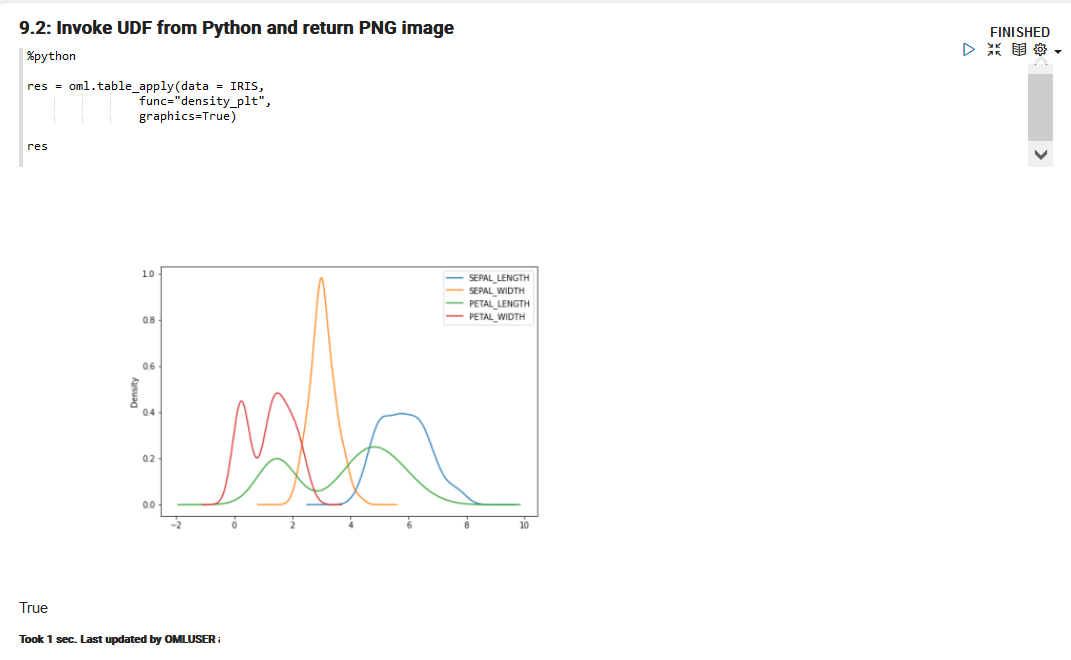 9.2: Invoke UDF from Python and return PNG image
FINISHED
%python
res = oml.table_apply(data = IRIS,
func="density_plt",
graphics=True)
res
1.0
0.8
0.6
0.4
0.2
0.0
Density
SEPAL_LENGTH
SEPAL_WIDTH
PETAL_LENGTH
PETAL_WIDTH
−2
0
2
4
6
8
10
True
Took 1 sec. Last updated by OMLUSER